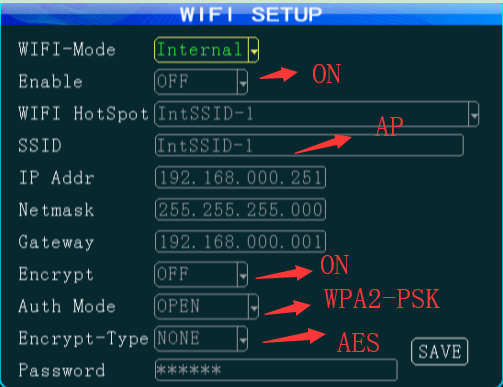 WIFI SETUP
WIFI-Mode Internal
Enable OFF ON
WIFI HotSpot IntSSID-1
AP
SSID IntSSID-1
IP Addr 192.168.000.251
Netmask 255.255.255.000
Gateway 192.168.000.001
Encrypt OFF ON
Auth Mode OPEN WPA2-PSK
Encrypt-Type NONE AES SAVE
Password ******